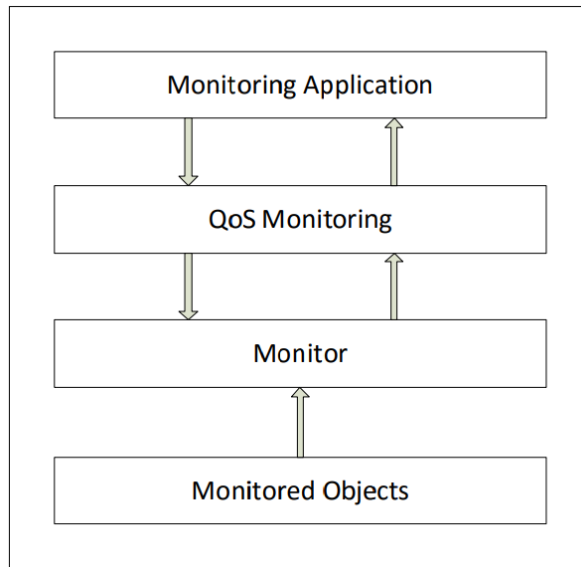 Monitoring Application
QoS Monitoring
Monitor
Monitored Objects